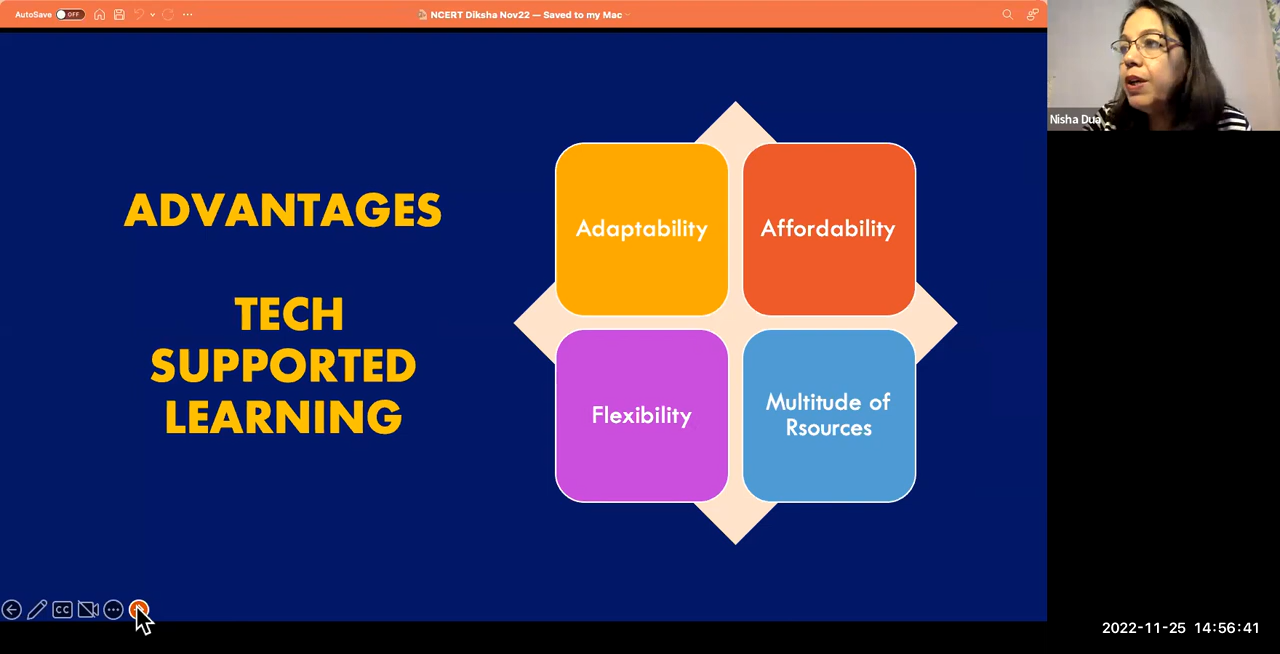 AutoSave OFF
NCERT Diksha Nov22 — Saved to my Mac
Nisha Dua
ADVANTAGES
TECH
SUPPORTED
LEARNING
Adaptability
Affordability
Flexibility
Multitude of
Rsources
CC
2022-11-25 14:56:41